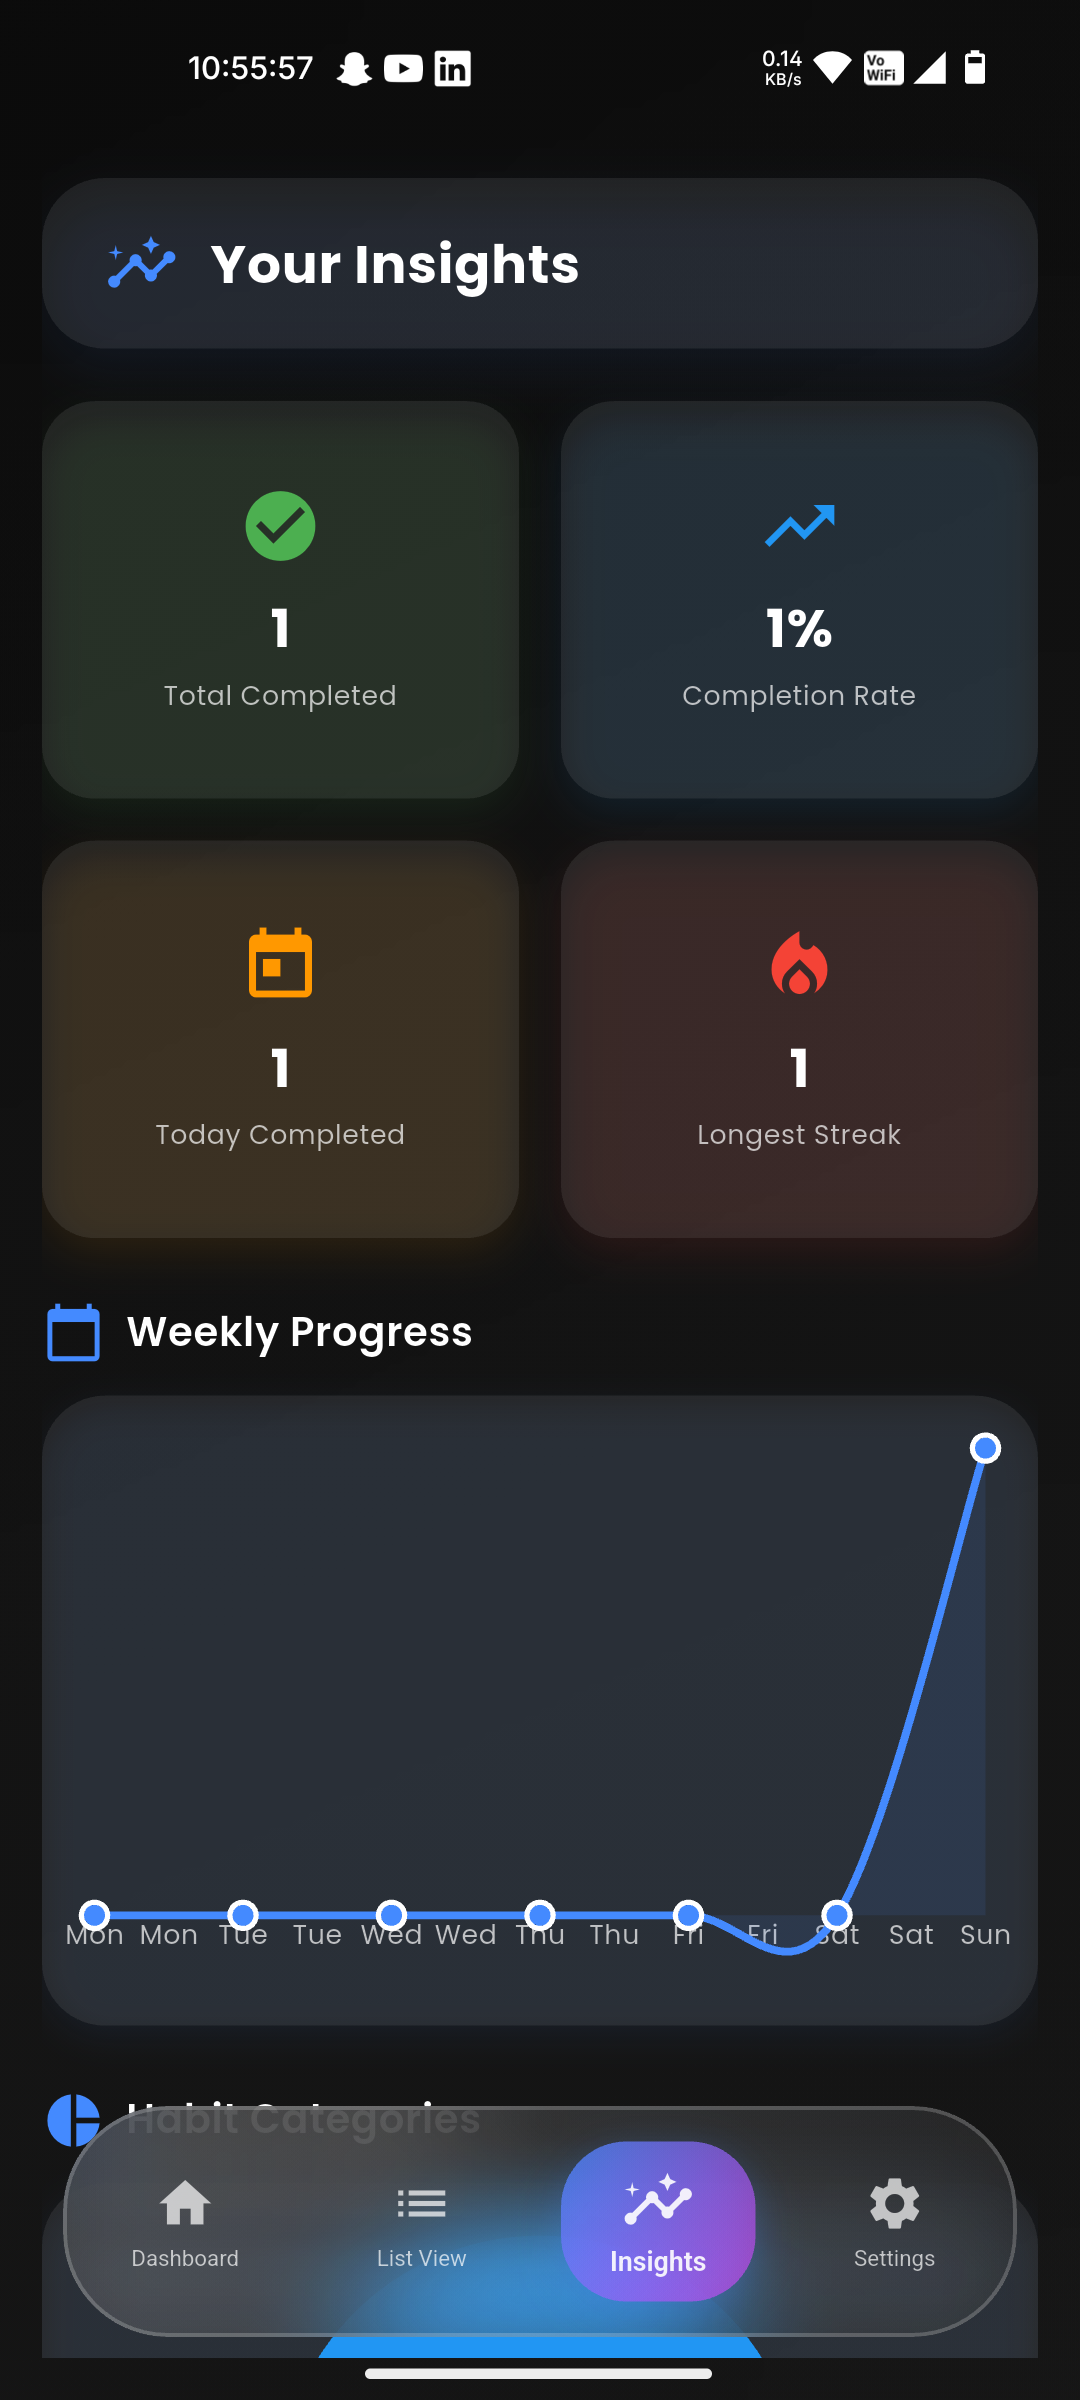 10:55:57
0.14
KB/s
Vo
WiFi
Your Insights
1
Total Completed
1%
Completion Rate
1
Today Completed
1
Longest Streak
Weekly Progress
Mon Mon Tue Tue Wed Wed Thu Thu Fri Fri Sat Sat Sun
Habit Categories
Dashboard
List View
Insights
Settings